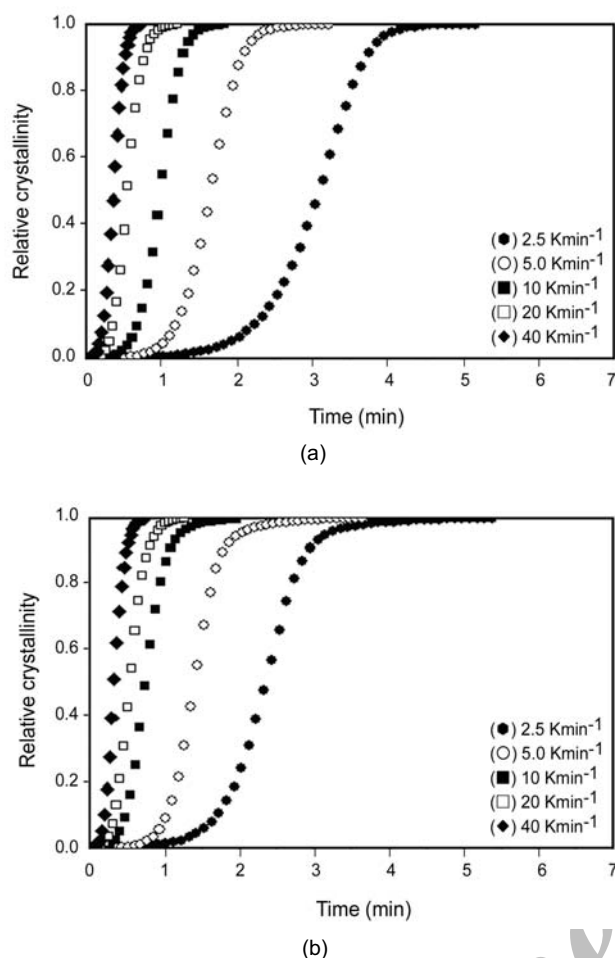 1.0
0.8
0.6
0.4
0.2
0.0
Relative crystallinity
(⬣) 2.5 Kmin-1
(○) 5.0 Kmin-1
(■) 10 Kmin-1
(□) 20 Kmin-1
(◆) 40 Kmin-1
0 1 2 3 4 5 6 7
Time (min)
(a)
1.0
0.8
0.6
0.4
0.2
0.0
Relative crystallinity
(⬣) 2.5 Kmin-1
(○) 5.0 Kmin-1
(■) 10 Kmin-1
(□) 20 Kmin-1
(◆) 40 Kmin-1
0 1 2 3 4 5 6 7
Time (min)
(b)